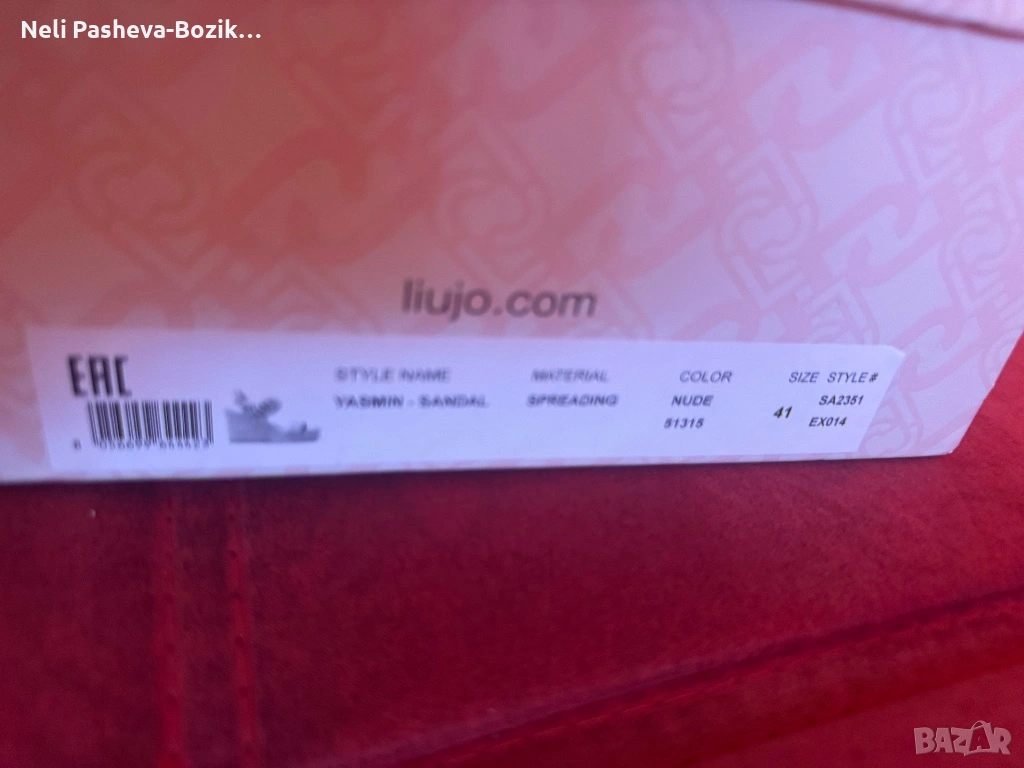 Neli Pasheva-Bozik…
liujo.com
EAC
STYLE NAME MATERIAL COLOR SIZE STYLE#
YASMIN - SANDAL SPREADING NUDE 41 SA2351
51315 EX014
BAZAR